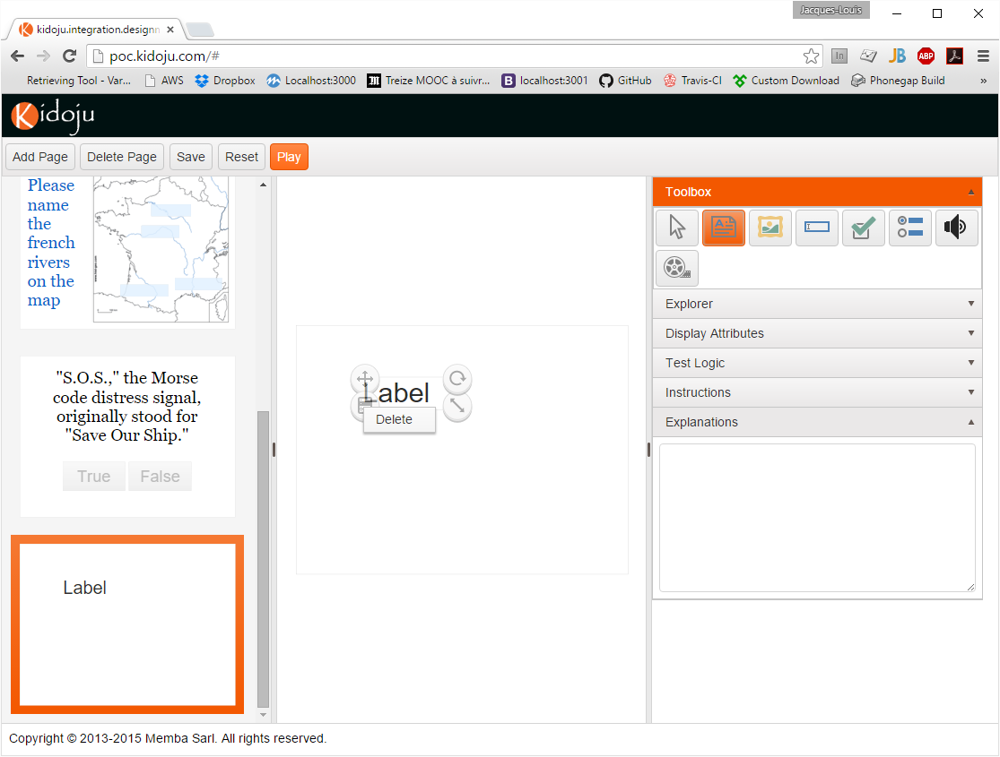 Jacques-Louis
kidoju.integration.designn
poc.kidoju.com/#
In
JB
ABP
Retrieving Tool - Var...
AWS
Dropbox
Localhost:3000
Treize MOOC à suivr...
B
localhost:3001
GitHub
Travis-CI
Custom Download
Phonegap Build
»
Kidoju
Add Page
Delete Page
Save
Reset
Play
Please
name
the
french
rivers
on the
map
"S.O.S.," the Morse
code distress signal,
originally stood for
"Save Our Ship."
True
False
Label
Label
Delete
Toolbox
A
Explorer
Display Attributes
Test Logic
Instructions
Explanations
Copyright © 2013-2015 Memba Sarl. All rights reserved.